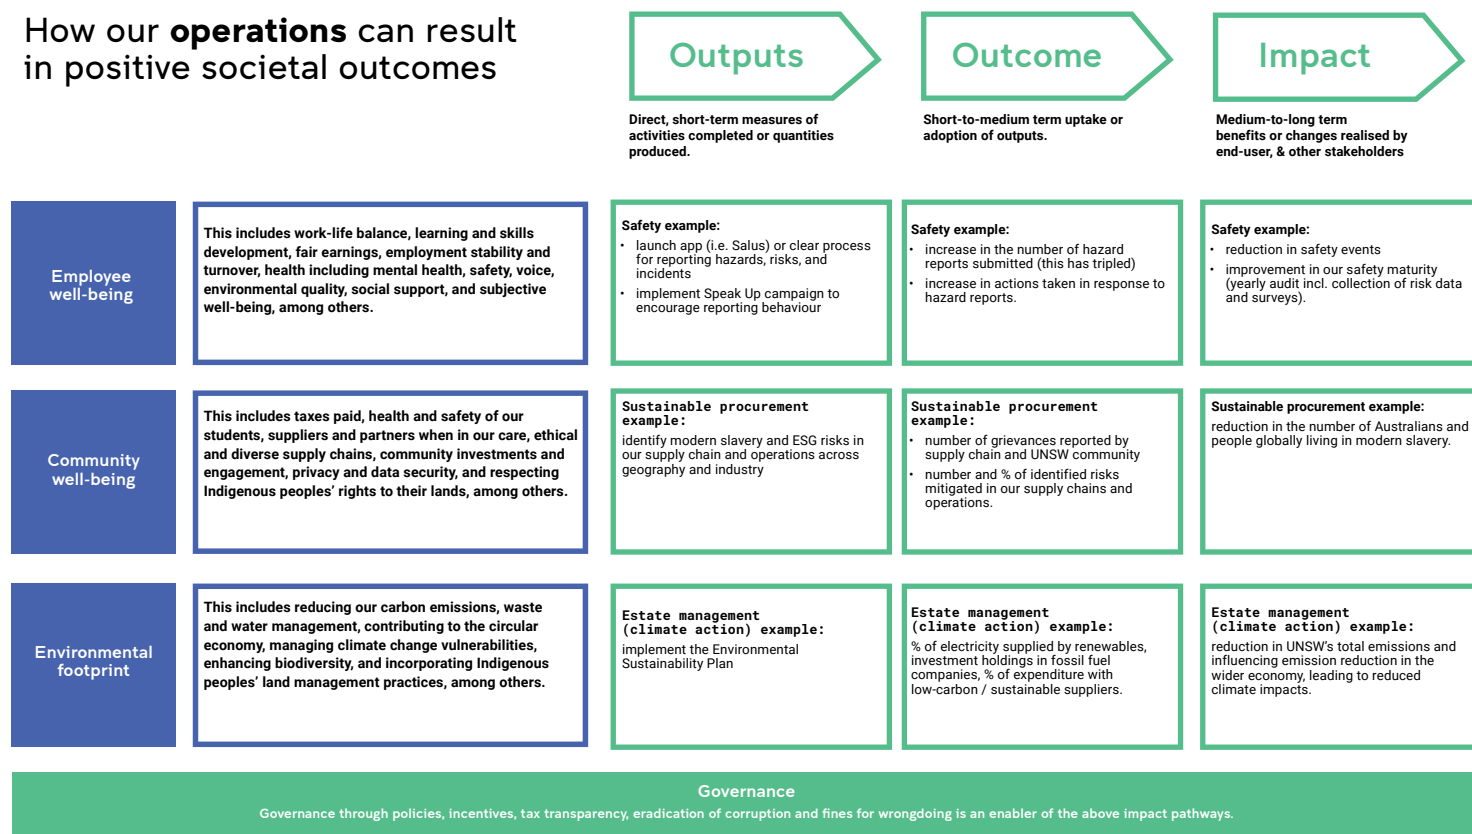 How our operations can result
in positive societal outcomes
Outputs
Direct, short-term measures of
activities completed or quantities
produced.
Outcome
Short-to-medium term uptake or
adoption of outputs.
Impact
Medium-to-long term
benefits or changes realised by
end-user, & other stakeholders
Employee
well-being
This includes work-life balance, learning and skills
development, fair earnings, employment stability and
turnover, health including mental health, safety, voice,
environmental quality, social support, and subjective
well-being, among others.
Safety example:
• launch app (i.e. Salus) or clear process
for reporting hazards, risks, and
incidents
• implement Speak Up campaign to
encourage reporting behaviour
Safety example:
• increase in the number of hazard
reports submitted (this has tripled)
• increase in actions taken in response to
hazard reports.
Safety example:
• reduction in safety events
• improvement in our safety maturity
(yearly audit incl. collection of risk data
and surveys).
Community
well-being
This includes taxes paid, health and safety of our
students, suppliers and partners when in our care, ethical
and diverse supply chains, community investments and
engagement, privacy and data security, and respecting
Indigenous peoples’ rights to their lands, among others.
Sustainable procurement
example:
identify modern slavery and ESG risks in
our supply chain and operations across
geography and industry
Sustainable procurement
example:
• number of grievances reported by
supply chain and UNSW community
• number and % of identified risks
mitigated in our supply chains and
operations.
Sustainable procurement example:
reduction in the number of Australians and
people globally living in modern slavery.
Environmental
footprint
This includes reducing our carbon emissions, waste
and water management, contributing to the circular
economy, managing climate change vulnerabilities,
enhancing biodiversity, and incorporating Indigenous
peoples’ land management practices, among others.
Estate management
(climate action) example:
implement the Environmental
Sustainability Plan
Estate management
(climate action) example:
% of electricity supplied by renewables,
investment holdings in fossil fuel
companies, % of expenditure with
low-carbon / sustainable suppliers.
Estate management
(climate action) example:
reduction in UNSW’s total emissions and
influencing emission reduction in the
wider economy, leading to reduced
climate impacts.
Governance
Governance through policies, incentives, tax transparency, eradication of corruption and fines for wrongdoing is an enabler of the above impact pathways.